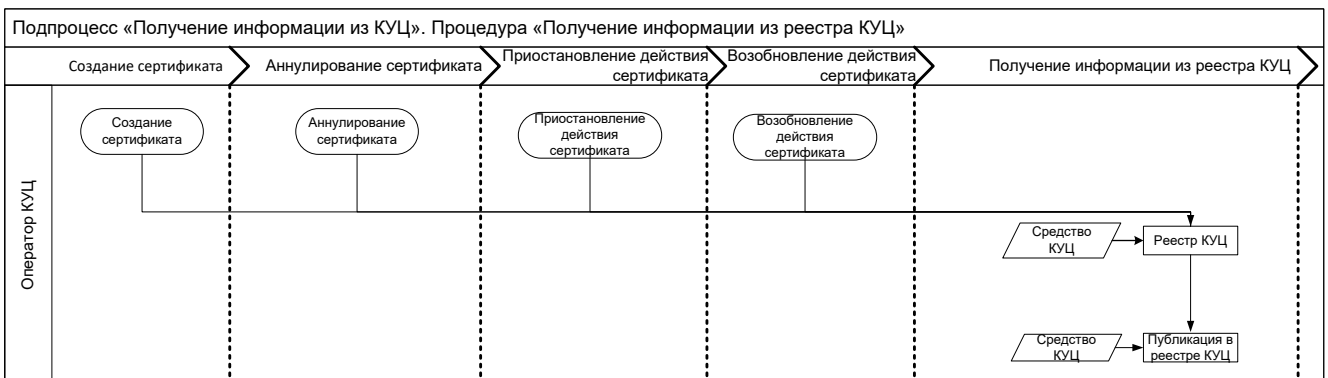 Подпроцесс «Получение информации из КУЦ». Процедура «Получение информации из реестра КУЦ»
Создание сертификата
Аннулирование сертификата
Приостановление действия
сертификата
Возобновление действия
сертификата
Получение информации из реестра КУЦ
Оператор КУЦ
Создание
сертификата
Аннулирование
сертификата
Приостановление
действия
сертификата
Возобновление
действия
сертификата
Средство
КУЦ
Реестр КУЦ
Средство
КУЦ
Публикация в
реестре КУЦ